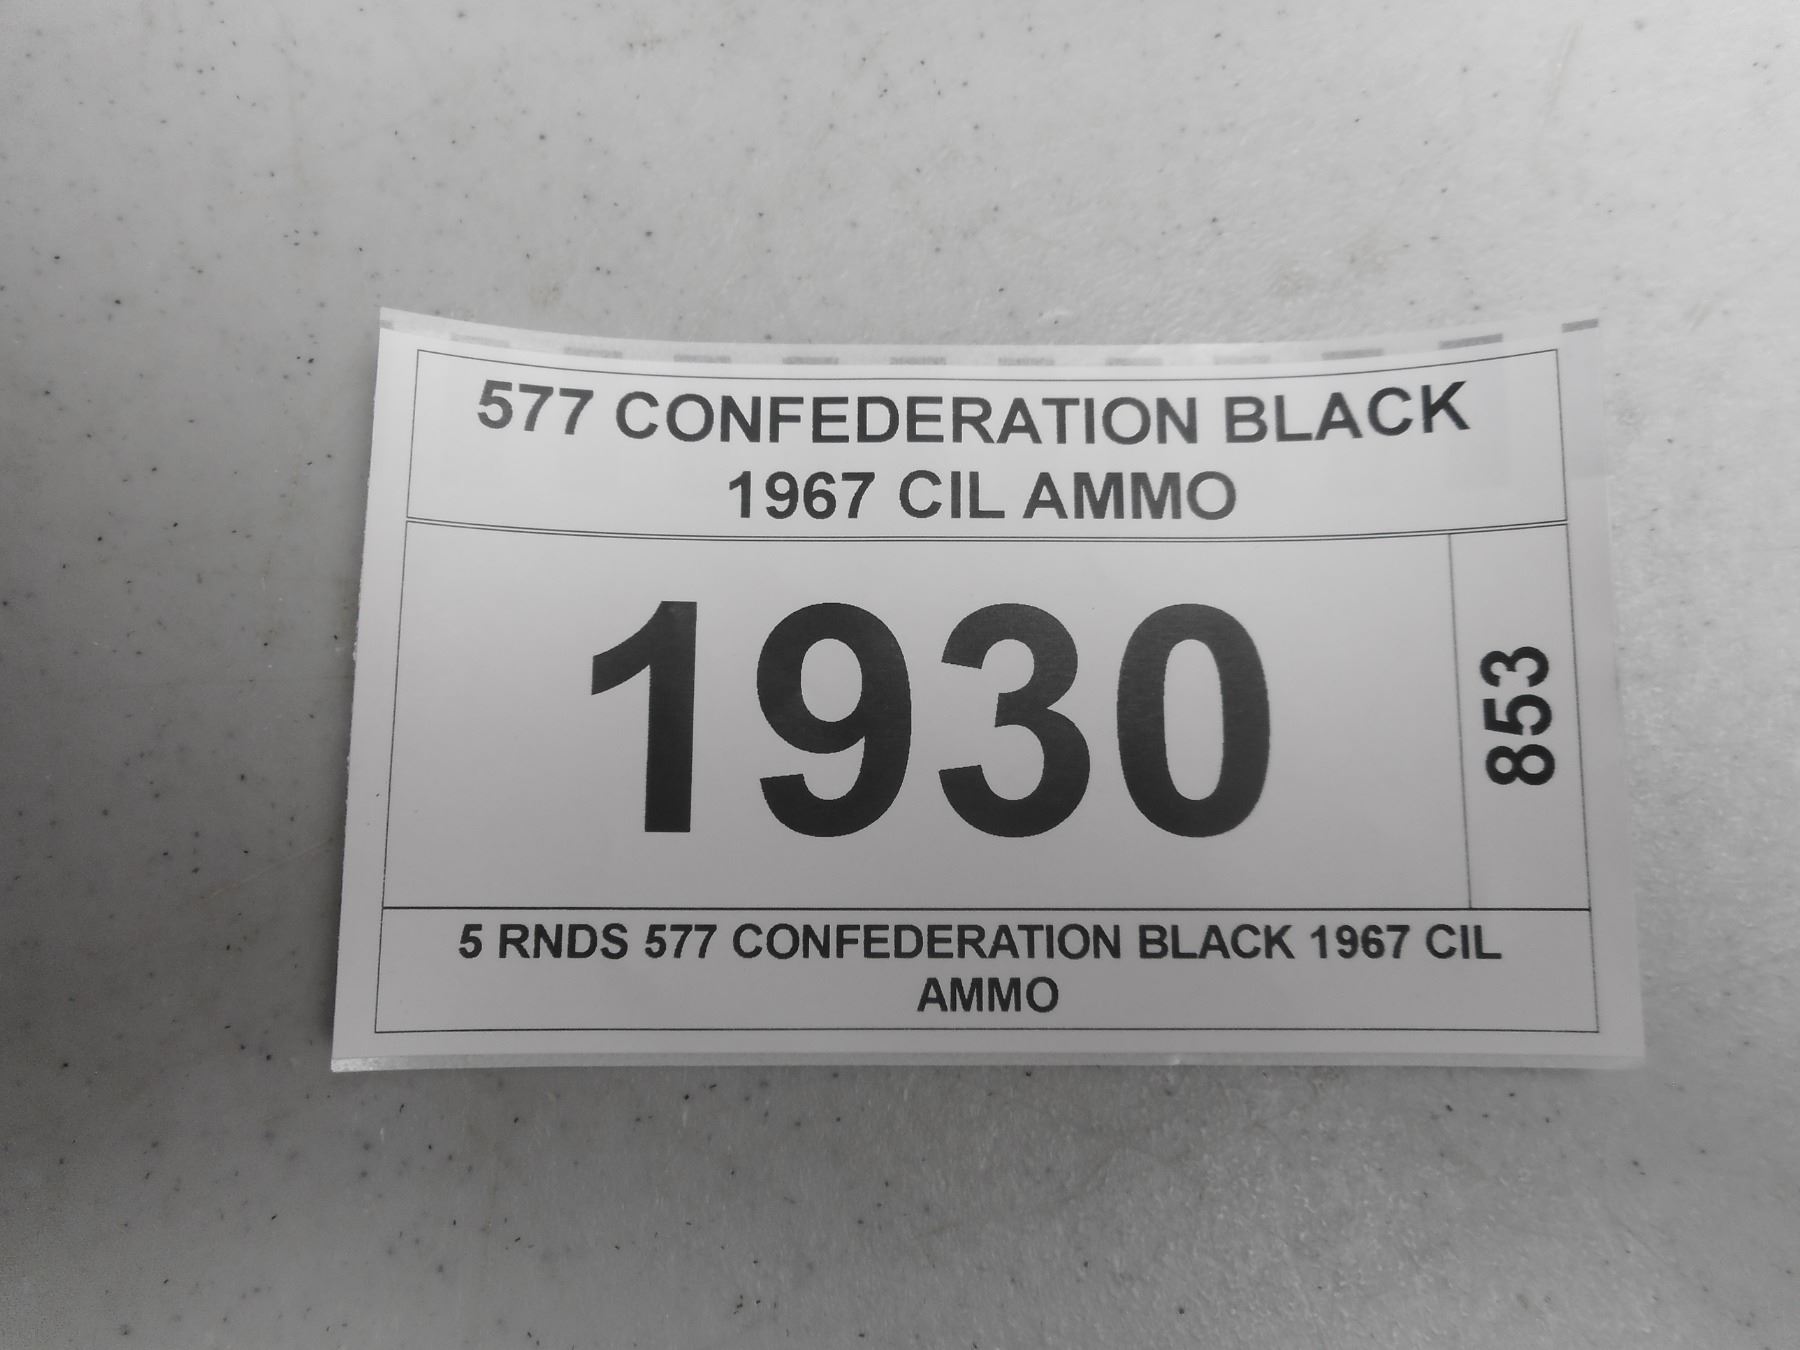 577 CONFEDERATION BLACK
1967 CIL AMMO
1930
853
5 RNDS 577 CONFEDERATION BLACK 1967 CIL
AMMO